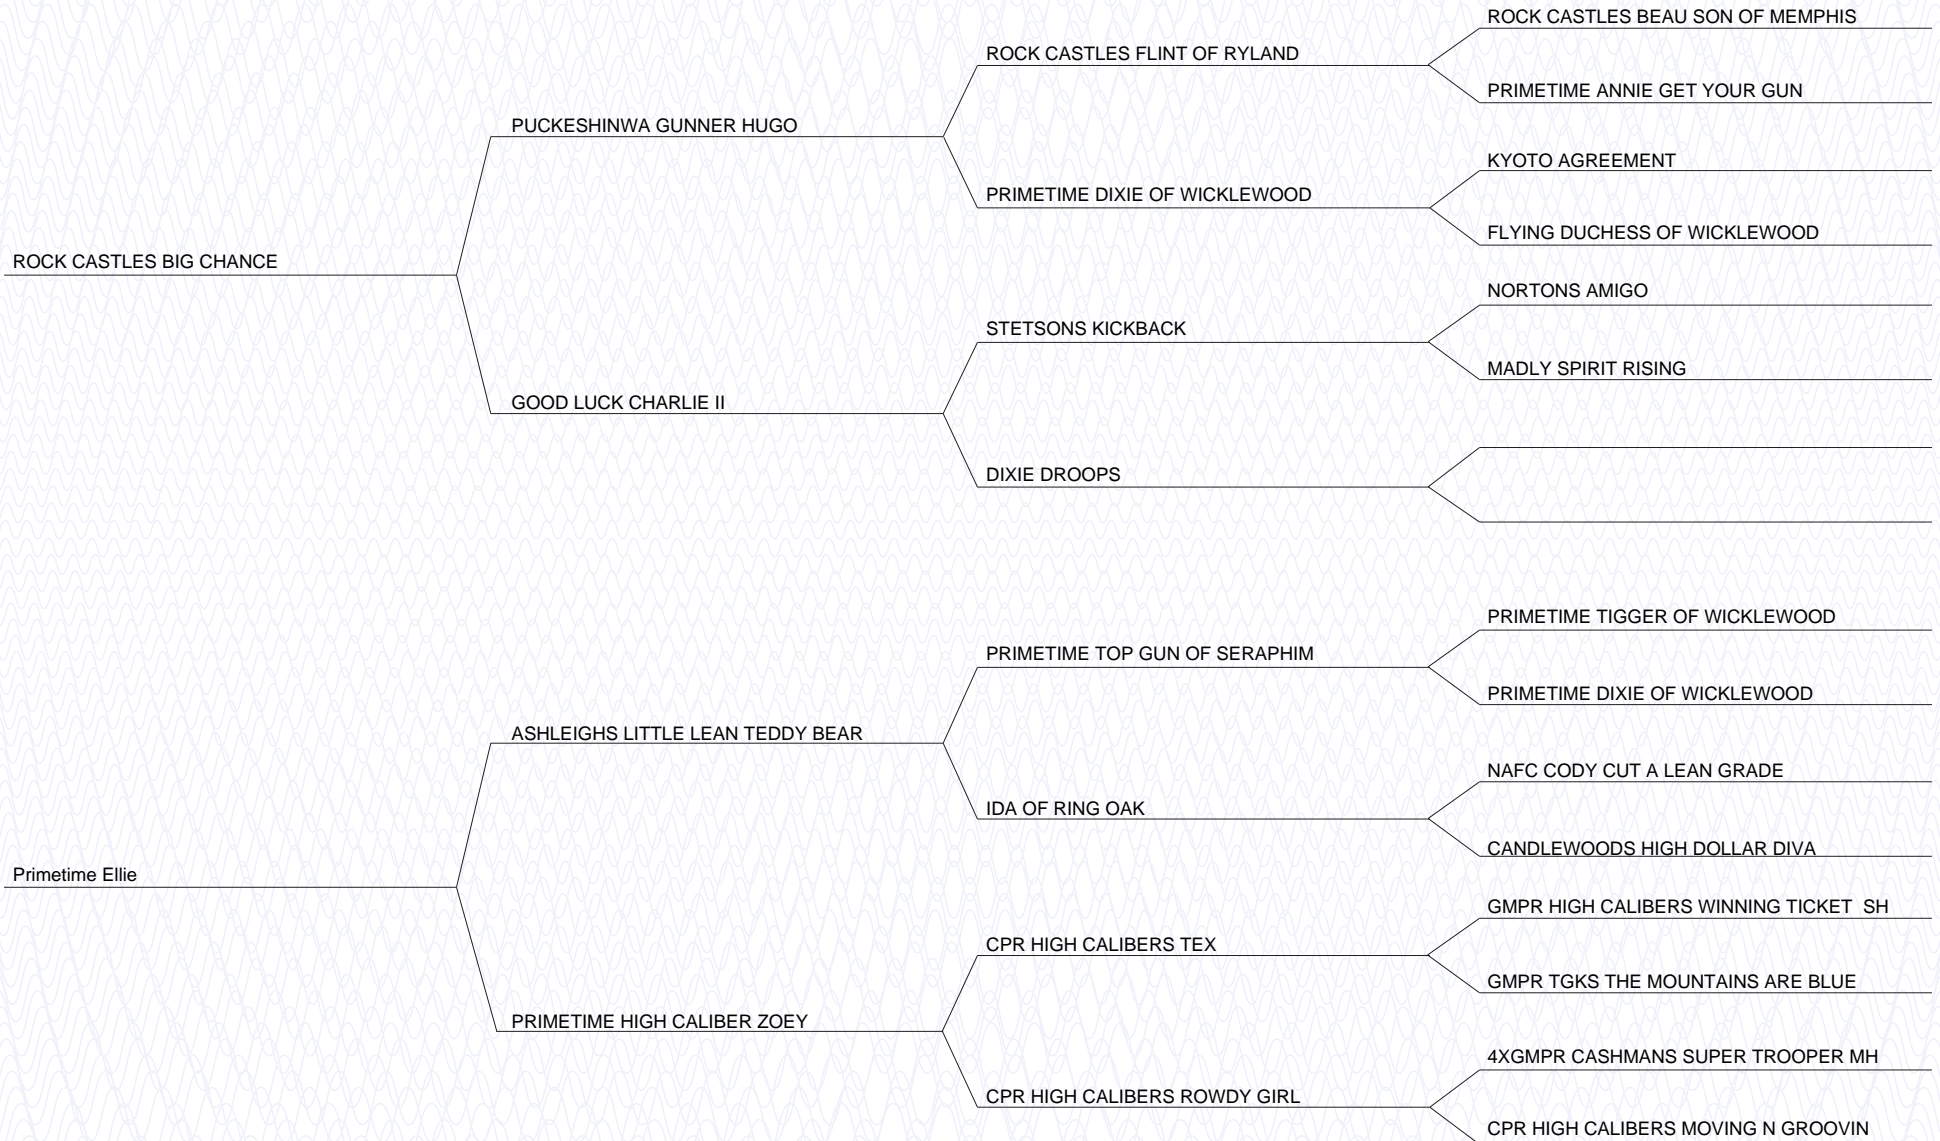 ROCK CASTLES BEAU SON OF MEMPHIS
ROCK CASTLES FLINT OF RYLAND
PRIMETIME ANNIE GET YOUR GUN
PUCKESHINWA GUNNER HUGO
KYOTO AGREEMENT
PRIMETIME DIXIE OF WICKLEWOOD
FLYING DUCHESS OF WICKLEWOOD
ROCK CASTLES BIG CHANCE
NORTONS AMIGO
STETSONS KICKBACK
MADLY SPIRIT RISING
GOOD LUCK CHARLIE II
DIXIE DROOPS
PRIMETIME TIGGER OF WICKLEWOOD
PRIMETIME TOP GUN OF SERAPHIM
PRIMETIME DIXIE OF WICKLEWOOD
ASHLEIGHS LITTLE LEAN TEDDY BEAR
NAFC CODY CUT A LEAN GRADE
IDA OF RING OAK
CANDLEWOODS HIGH DOLLAR DIVA
Primetime Ellie
GMPR HIGH CALIBERS WINNING TICKET  SH
CPR HIGH CALIBERS TEX
GMPR TGKS THE MOUNTAINS ARE BLUE
PRIMETIME HIGH CALIBER ZOEY
4XGMPR CASHMANS SUPER TROOPER MH
CPR HIGH CALIBERS ROWDY GIRL
CPR HIGH CALIBERS MOVING N GROOVIN